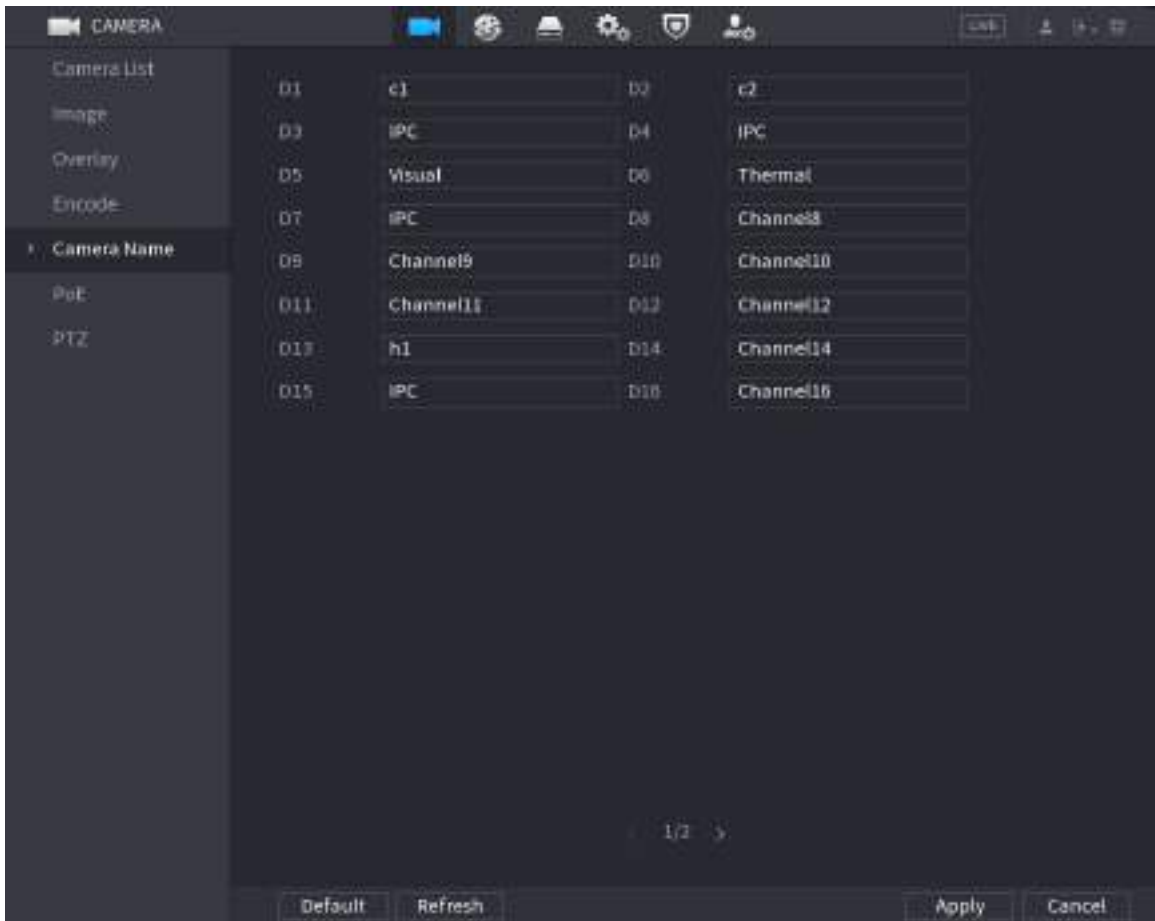 CAMERA LIVE
Camera List
Image
Overlay
Encode
Camera Name
PoE
PTZ
D1 c1 D2 c2
D3 IPC D4 IPC
D5 Visual D6 Thermal
D7 IPC D8 Channel8
D9 Channel9 D10 Channel10
D11 Channel11 D12 Channel12
D13 h1 D14 Channel14
D15 IPC D16 Channel16
1/2
Default Refresh Apply Cancel